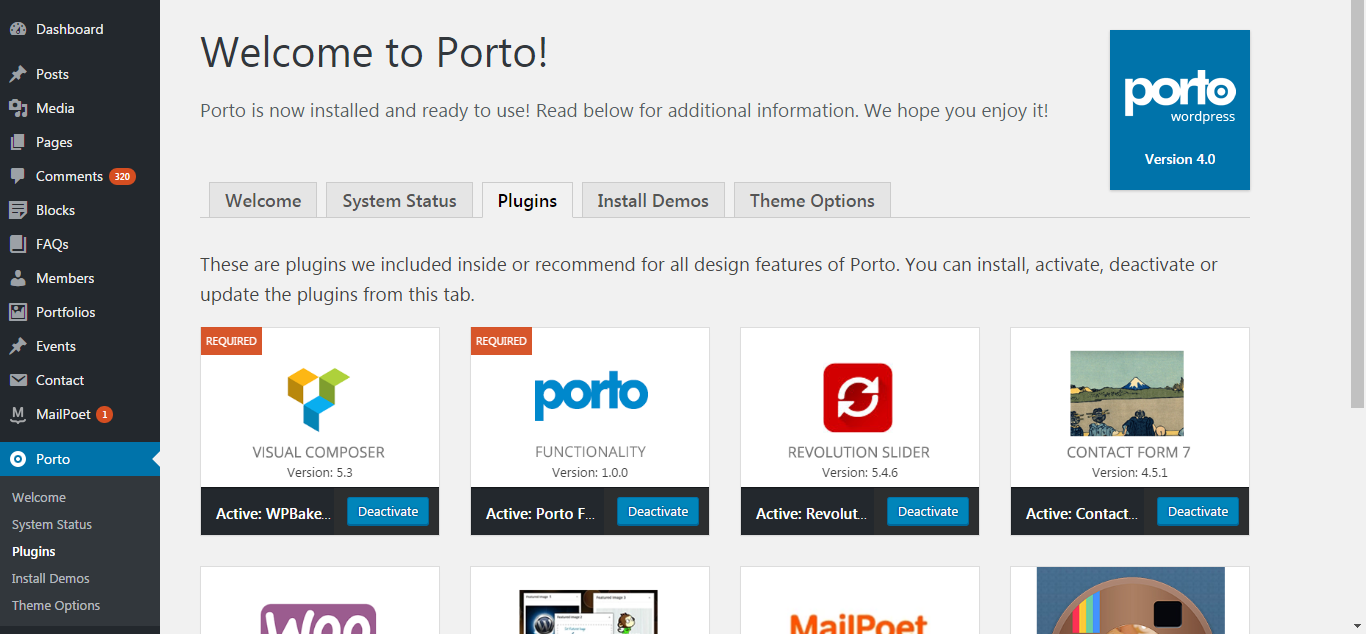 Dashboard
Posts
Media
Pages
Comments 320
Blocks
FAQs
Members
Portfolios
Events
Contact
MailPoet 1
Porto
Welcome
System Status
Plugins
Install Demos
Theme Options
Welcome to Porto!
Porto is now installed and ready to use! Read below for additional information. We hope you enjoy it!
porto
wordpress
Version 4.0
Welcome System Status Plugins Install Demos Theme Options
These are plugins we included inside or recommend for all design features of Porto. You can install, activate, deactivate or
update the plugins from this tab.
REQUIRED
VISUAL COMPOSER
Version: 5.3
Active: WPBake... Deactivate
REQUIRED
porto
FUNCTIONALITY
Version: 1.0.0
Active: Porto F... Deactivate
REVOLUTION SLIDER
Version: 5.4.6
Active: Revolut... Deactivate
CONTACT FORM 7
Version: 4.5.1
Active: Contact... Deactivate
Woo
MailPoet